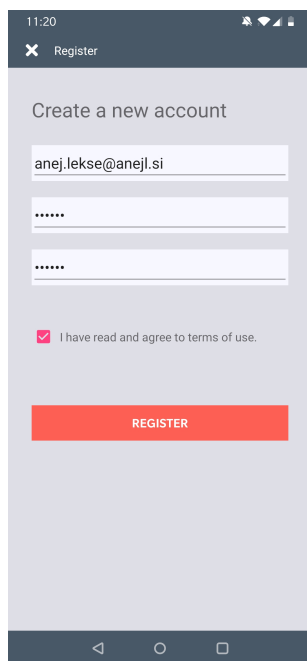 11:20
Register
Create a new account
anej.lekse@anejl.si
••••••
••••••
I have read and agree to terms of use.
REGISTER